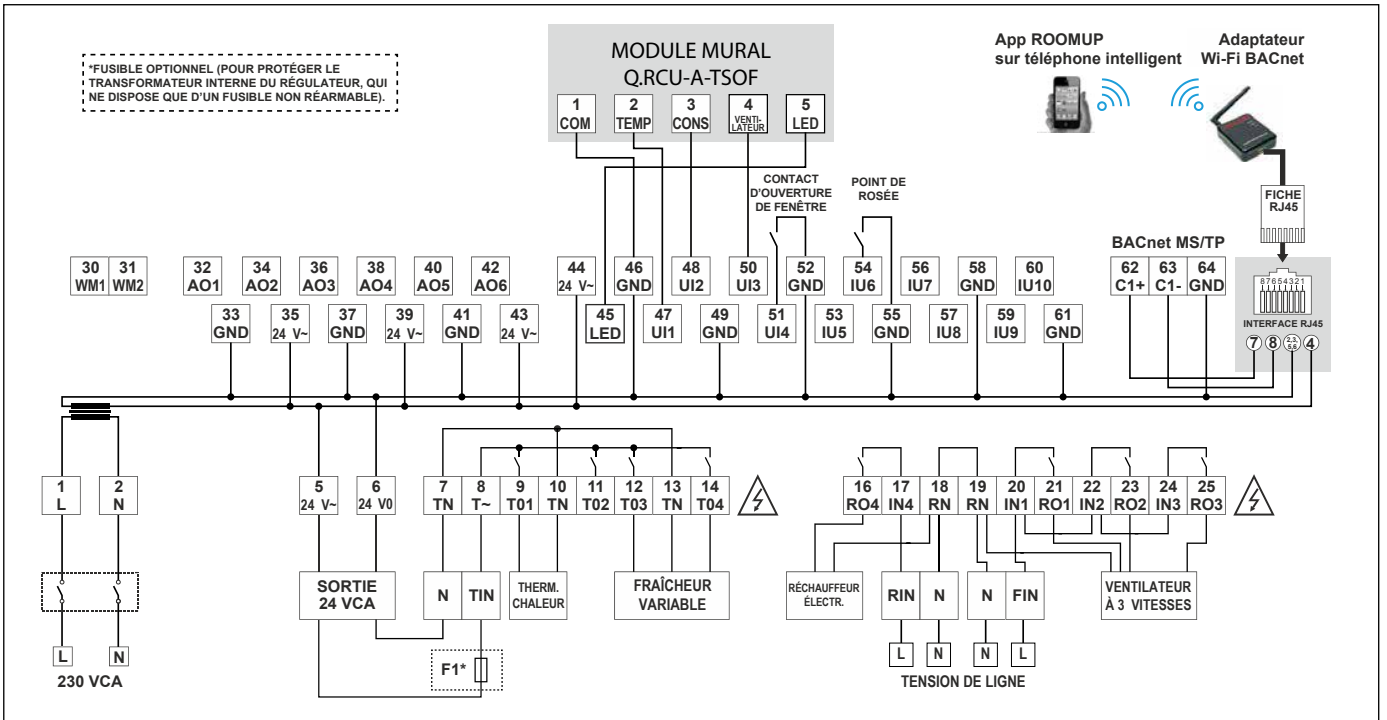 *FUSIBLE OPTIONNEL (POUR PROTÉGER LE
TRANSFORMATEUR INTERNE DU RÉGULATEUR, QUI
NE DISPOSE QUE D'UN FUSIBLE NON RÉARMABLE).
MODULE MURAL
Q.RCU-A-TSOF
1 COM
2 TEMP
3 CONS
4 VENTI-
LATEUR
5 LED
App ROOMUP
sur téléphone intelligent
Adaptateur
Wi-Fi BACnet
FICHE
RJ45
CONTACT
D'OUVERTURE
DE FENÊTRE
POINT DE
ROSÉE
BACnet MS/TP
30 WM1
31 WM2
32 AO1
34 AO2
36 AO3
38 AO4
40 AO5
42 AO6
44 24 V~
46 GND
48 UI2
50 UI3
52 GND
54 IU6
56 IU7
58 GND
60 IU10
62 C1+
63 C1-
64 GND
87654321
INTERFACE RJ45
7
8
2,3,
5,6
4
33 GND
35 24 V~
37 GND
39 24 V~
41 GND
43 24 V~
45 LED
47 UI1
49 GND
51 UI4
53 IU5
55 GND
57 IU8
59 IU9
61 GND
1 L
2 N
5 24 V~
6 24 V0
7 TN
8 T~
9 T01
10 TN
11 T02
12 T03
13 TN
14 T04
16 RO4
17 IN4
18 RN
19 RN
20 IN1
21 RO1
22 IN2
23 RO2
24 IN3
25 RO3
SORTIE
24 VCA
N
TIN
THERM.
CHALEUR
FRAÎCHEUR
VARIABLE
RÉCHAUFFEUR
ÉLECTR.
RIN
N
N
FIN
VENTILATEUR
À 3 VITESSES
F1*
L
N
230 VCA
L
N
N
L
TENSION DE LIGNE